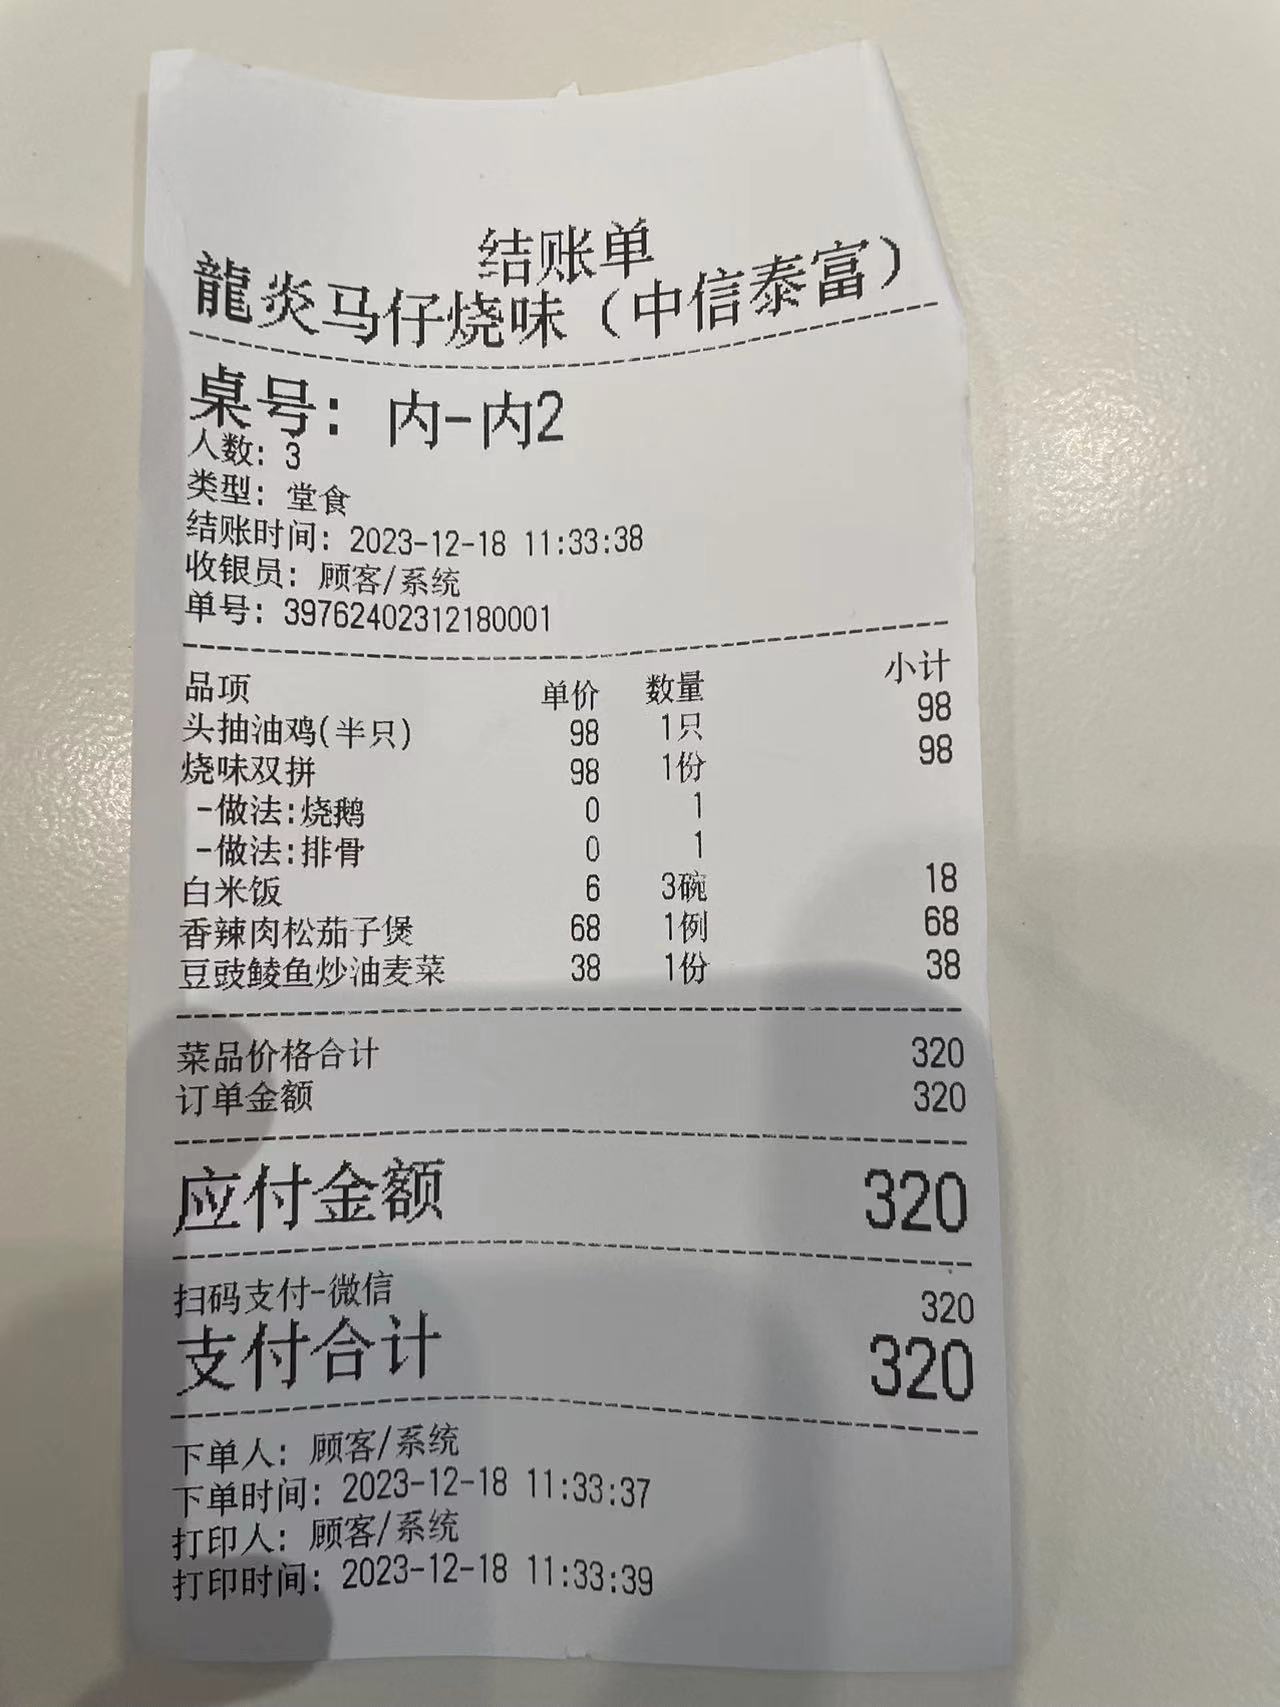 结账单
龍炎马仔烧味（中信泰富）
桌号： 内-内2
人数: 3
类型: 堂食
结账时间: 2023-12-18 11:33:38
收银员: 顾客/系统
单号: 39762402312180001
品项 单价 数量 小计
头抽油鸡(半只) 98 1只 98
烧味双拼 98 1份 98
-做法:烧鹅 0 1
-做法:排骨 0 1
白米饭 6 3碗 18
香辣肉松茄子煲 68 1例 68
豆豉鲮鱼炒油麦菜 38 1份 38
菜品价格合计 320
订单金额 320
应付金额 320
扫码支付-微信 320
支付合计 320
下单人: 顾客/系统
下单时间: 2023-12-18 11:33:37
打印人: 顾客/系统
打印时间: 2023-12-18 11:33:39